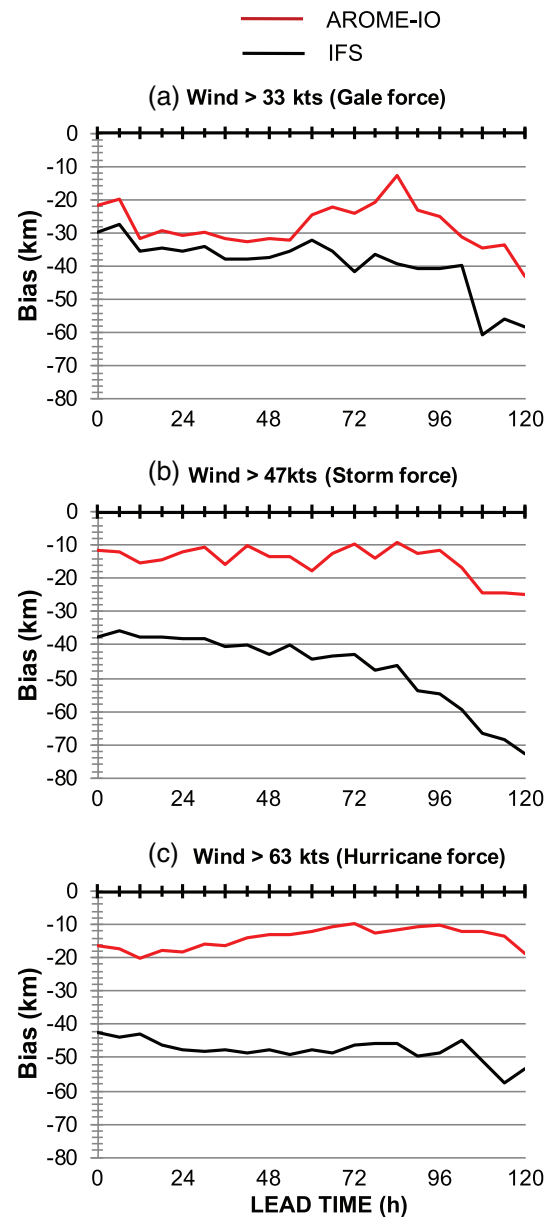 AROME-IO
IFS
(a) Wind > 33 kts (Gale force)
0
-10
-20
-30
-40
-50
-60
-70
-80
Bias (km)
0 24 48 72 96 120
(b) Wind > 47kts (Storm force)
0
-10
-20
-30
-40
-50
-60
-70
-80
Bias (km)
0 24 48 72 96 120
(c) Wind > 63 kts (Hurricane force)
0
-10
-20
-30
-40
-50
-60
-70
-80
Bias (km)
0 24 48 72 96 120
LEAD TIME (h)